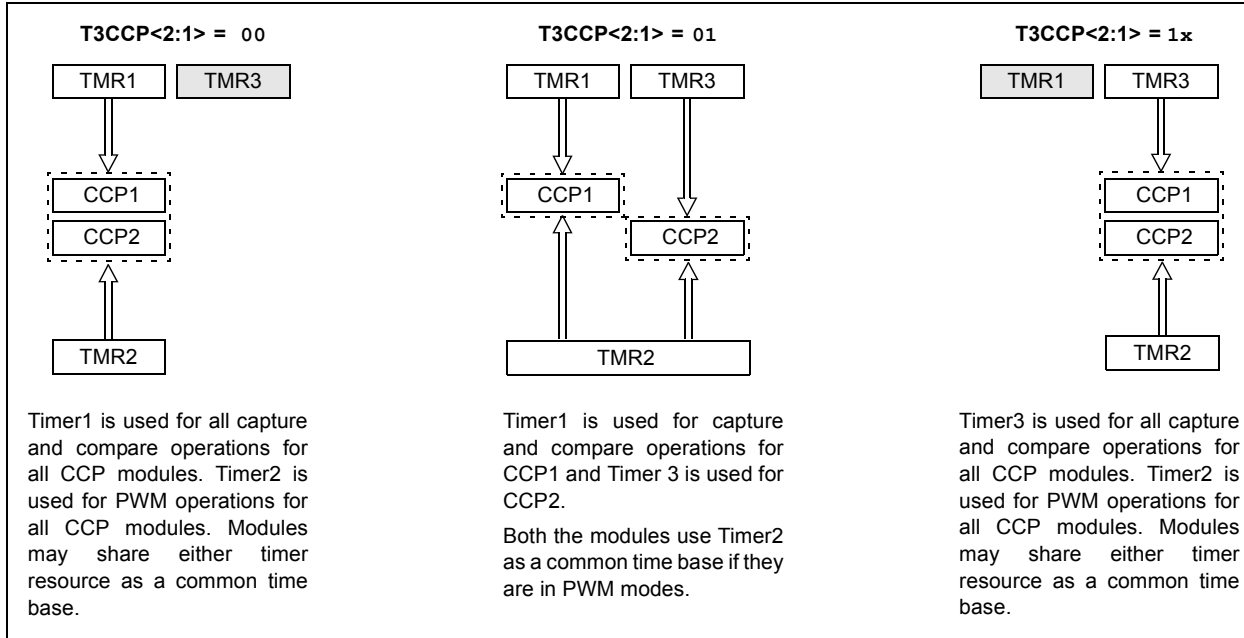 T3CCP<2:1> = 00
TMR1
TMR3
CCP1
CCP2
TMR2
Timer1 is used for all capture
and compare operations for
all CCP modules. Timer2 is
used for PWM operations for
all CCP modules. Modules
may share either timer
resource as a common time
base.
T3CCP<2:1> = 01
TMR1
TMR3
CCP1
CCP2
TMR2
Timer1 is used for capture
and compare operations for
CCP1 and Timer 3 is used for
CCP2.
Both the modules use Timer2
as a common time base if they
are in PWM modes.
T3CCP<2:1> = 1x
TMR1
TMR3
CCP1
CCP2
TMR2
Timer3 is used for all capture
and compare operations for
all CCP modules. Timer2 is
used for PWM operations for
all CCP modules. Modules
may share either timer
resource as a common time
base.